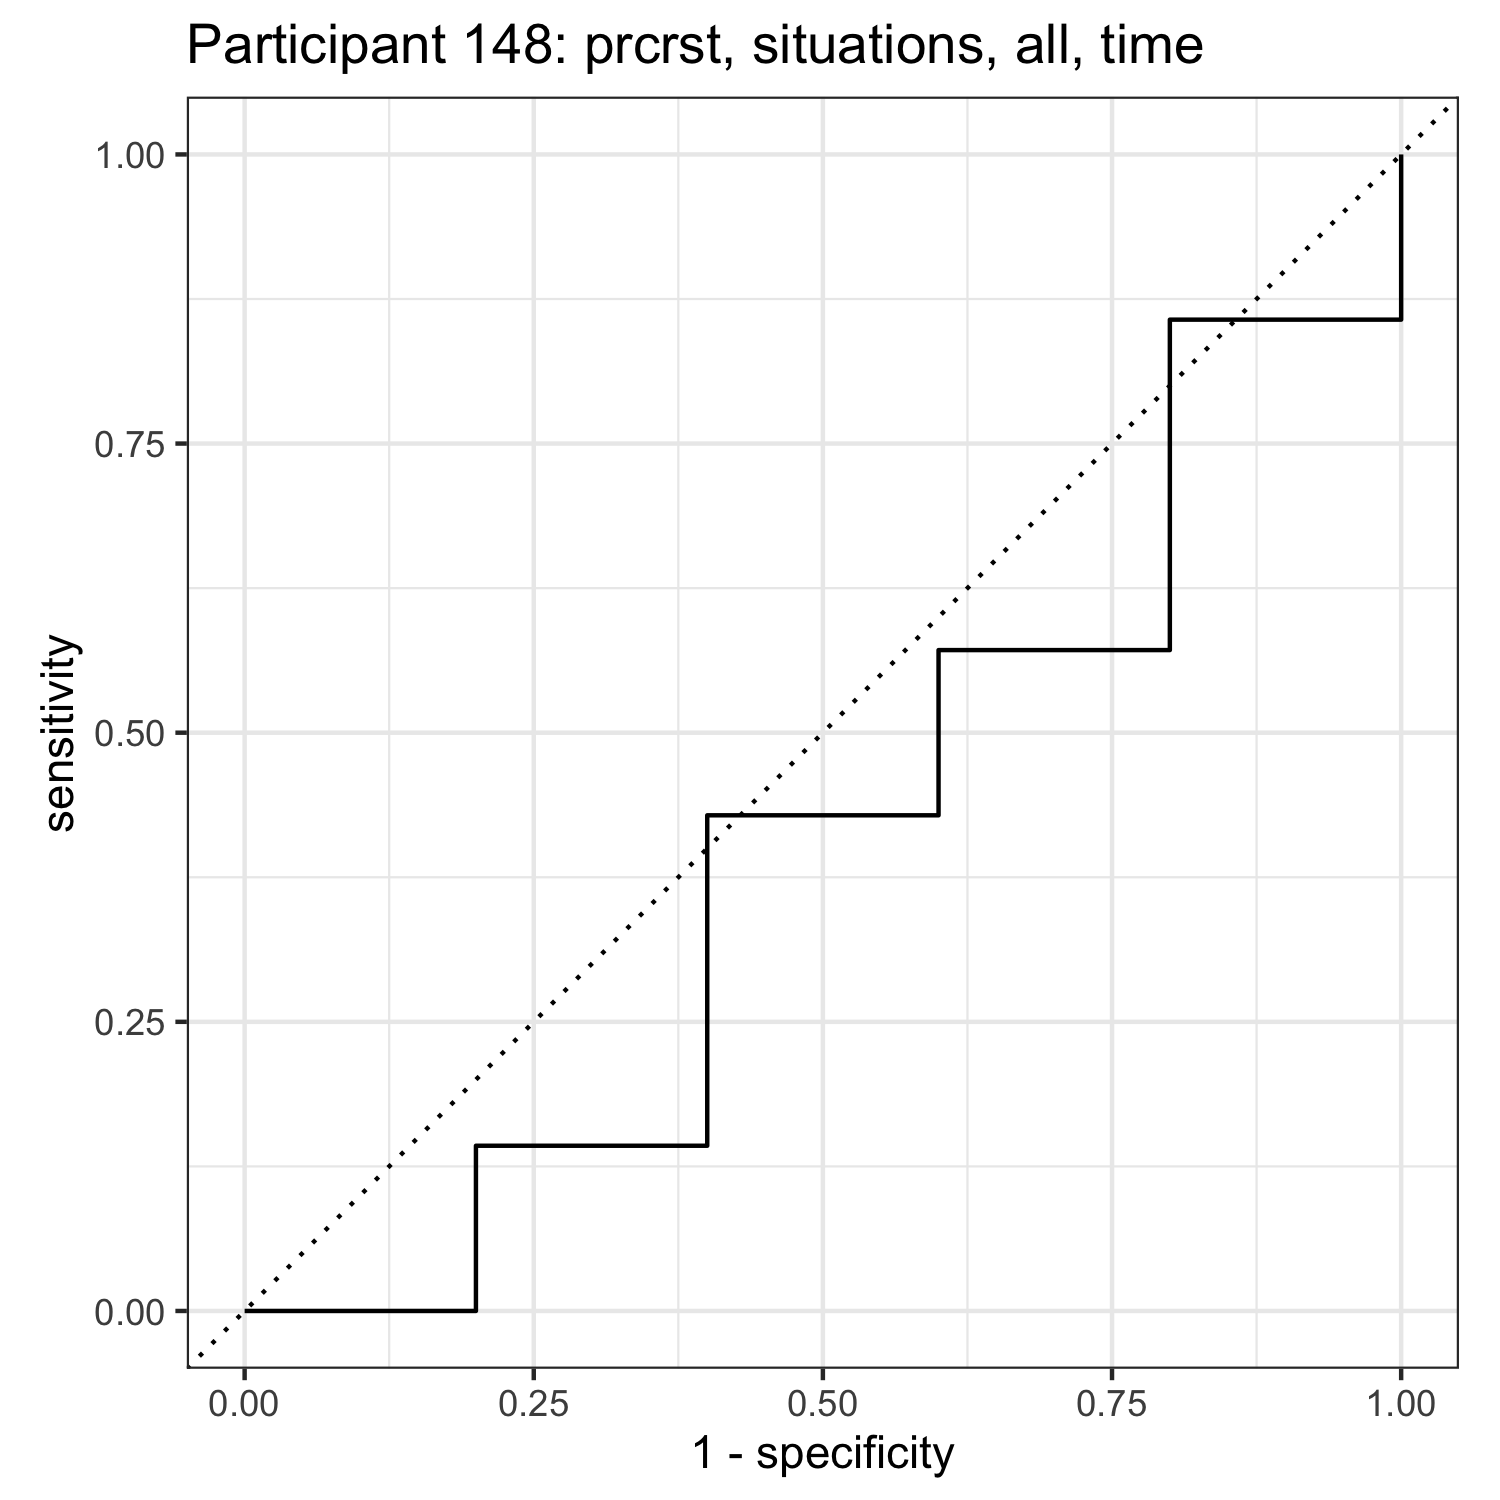 Participant 148: prcrst, situations, all, time
1.00
0.75
0.50
0.25
0.00
sensitivity
0.00 0.25 0.50 0.75 1.00
1 - specificity